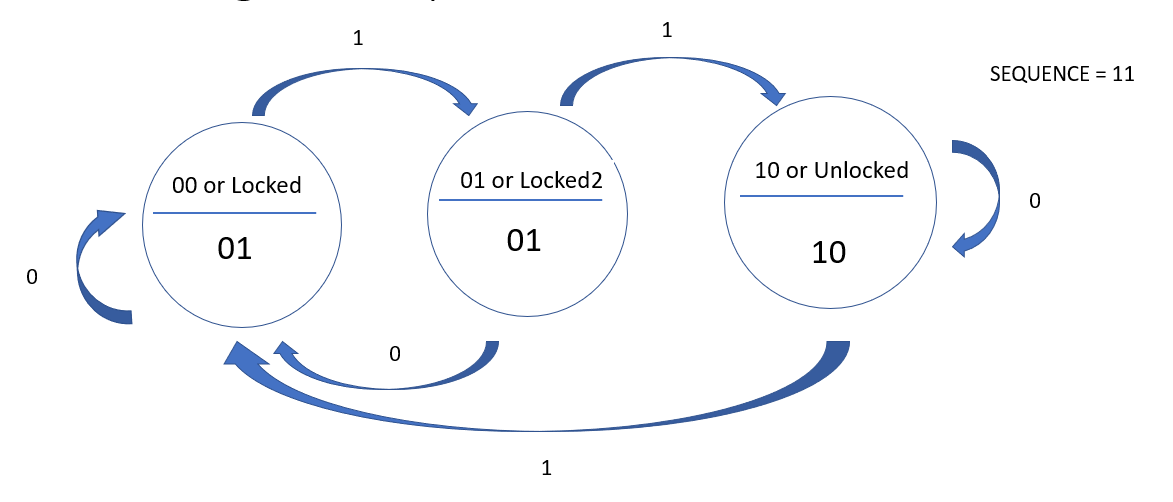 1
1
SEQUENCE = 11
00 or Locked
01
01 or Locked2
01
10 or Unlocked
10
0
0
0
1